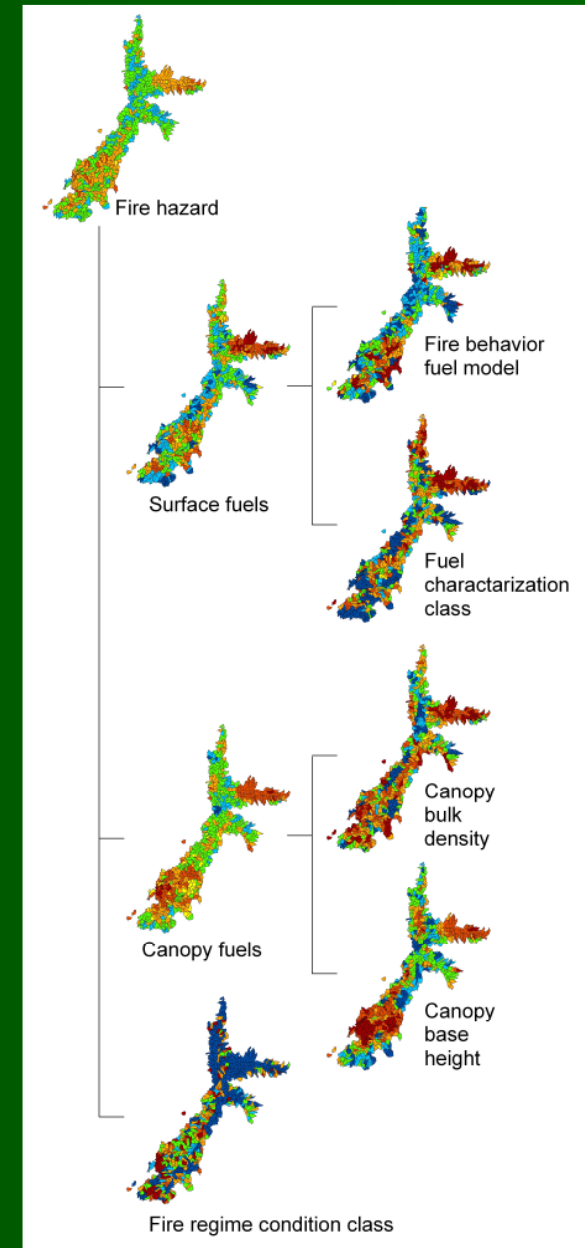 Fire hazard
Fire behavior
fuel model
Surface fuels
Fuel
charactarization
class
Canopy
bulk
density
Canopy fuels
Canopy
base
height
Fire regime condition class